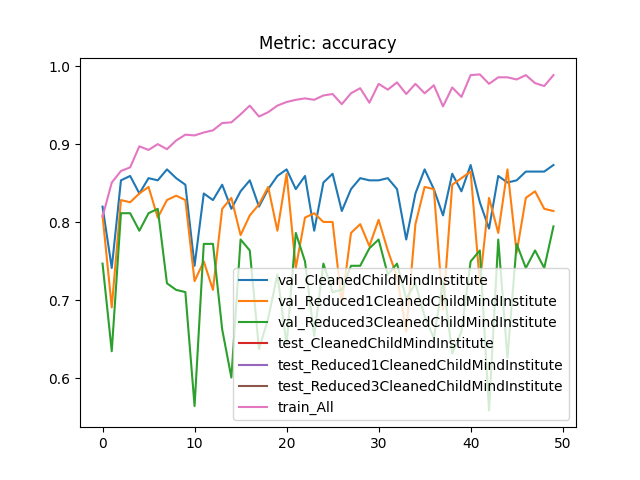 Metric: accuracy
1.0
0.9
0.8
0.7
0.6
0
10
20
30
40
50
val_CleanedChildMindInstitute
val_Reduced1CleanedChildMindInstitute
val_Reduced3CleanedChildMindInstitute
test_CleanedChildMindInstitute
test_Reduced1CleanedChildMindInstitute
test_Reduced3CleanedChildMindInstitute
train_All